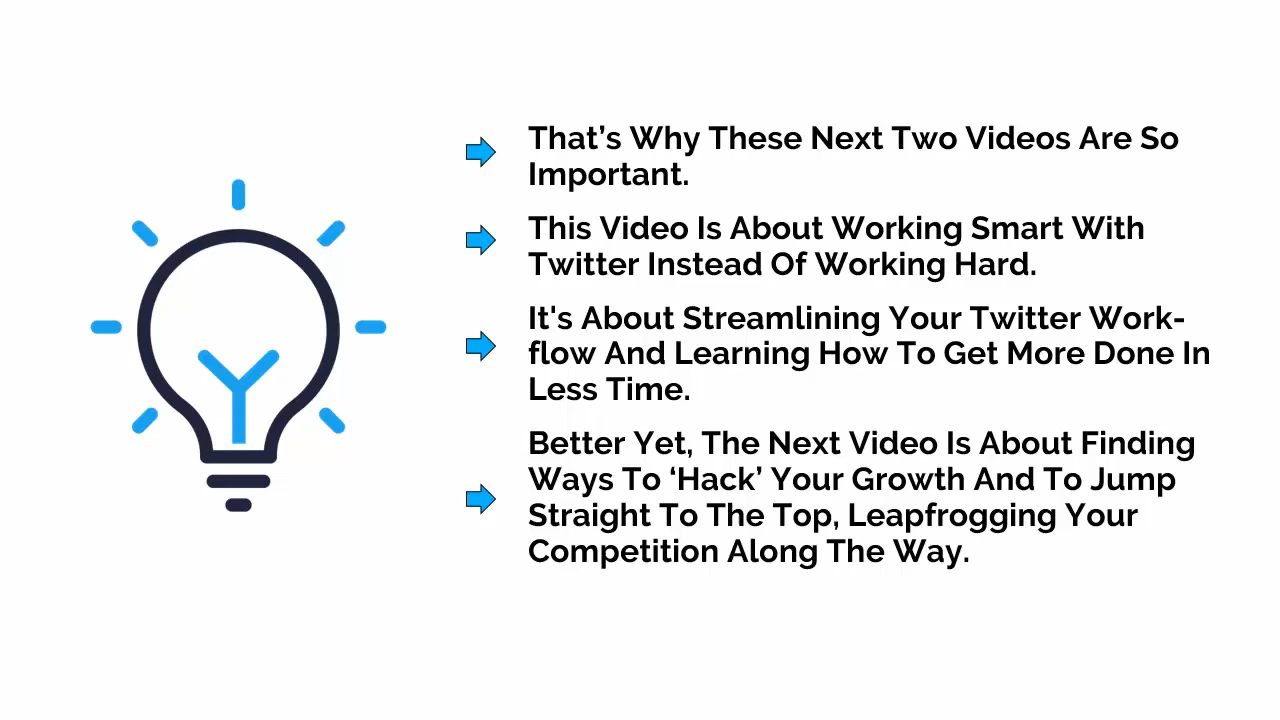 That’s Why These Next Two Videos Are So
Important.
This Video Is About Working Smart With
Twitter Instead Of Working Hard.
It's About Streamlining Your Twitter Work-
flow And Learning How To Get More Done In
Less Time.
Better Yet, The Next Video Is About Finding
Ways To ‘Hack’ Your Growth And To Jump
Straight To The Top, Leapfrogging Your
Competition Along The Way.